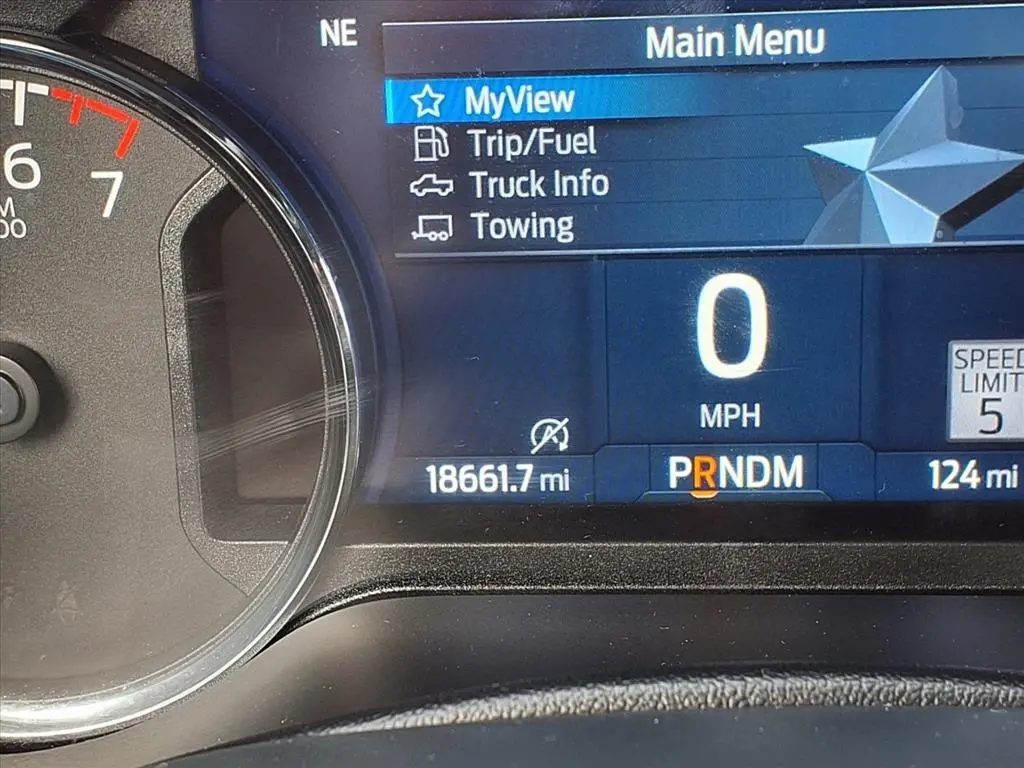 NE
Main Menu
MyView
Trip/Fuel
Truck Info
Towing
6
7
00
0
MPH
SPEED
LIMIT
5
18661.7 mi
PRNDM
124 mi